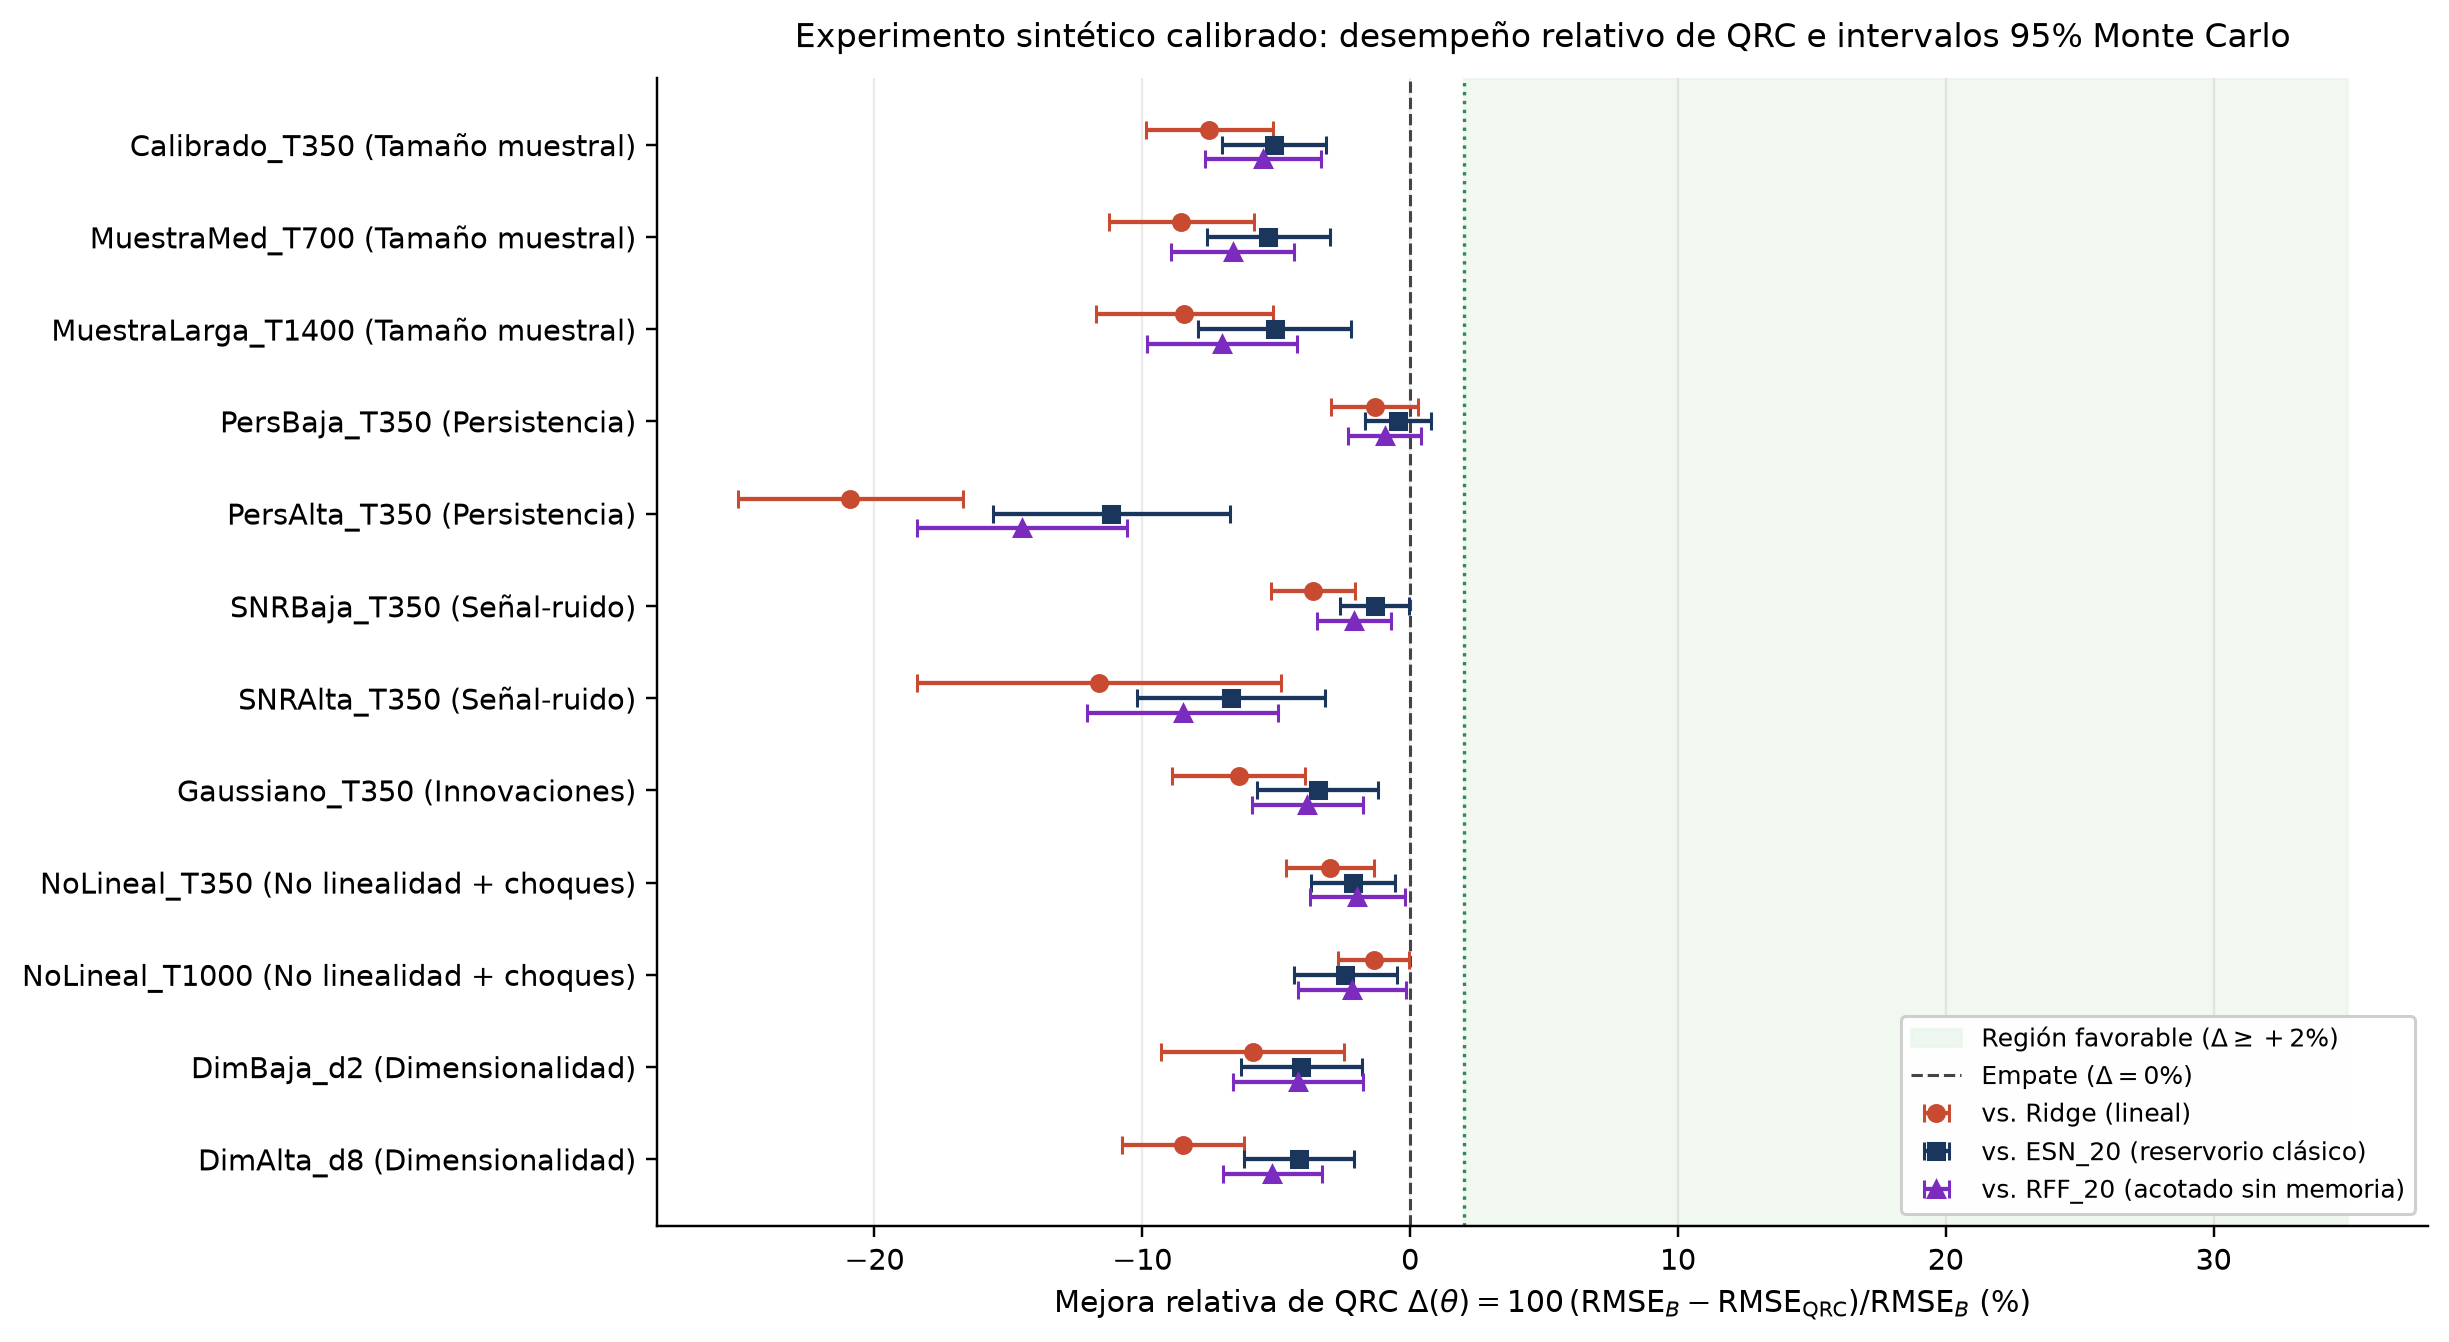 Experimento sintético calibrado: desempeño relativo de QRC e intervalos 95% Monte Carlo
Calibrado_T350 (Tamaño muestral)
MuestraMed_T700 (Tamaño muestral)
MuestraLarga_T1400 (Tamaño muestral)
PersBaja_T350 (Persistencia)
PersAlta_T350 (Persistencia)
SNRBaja_T350 (Señal-ruido)
SNRAlta_T350 (Señal-ruido)
Gaussiano_T350 (Innovaciones)
NoLineal_T350 (No linealidad + choques)
NoLineal_T1000 (No linealidad + choques)
DimBaja_d2 (Dimensionalidad)
DimAlta_d8 (Dimensionalidad)
Región favorable (Δ ≥ +2%)
Empate (Δ = 0%)
vs. Ridge (lineal)
vs. ESN_20 (reservorio clásico)
vs. RFF_20 (acotado sin memoria)
−20 −10 0 10 20 30
Mejora relativa de QRC Δ(θ) = 100 (RMSE_B − RMSE_QRC)/RMSE_B (%)